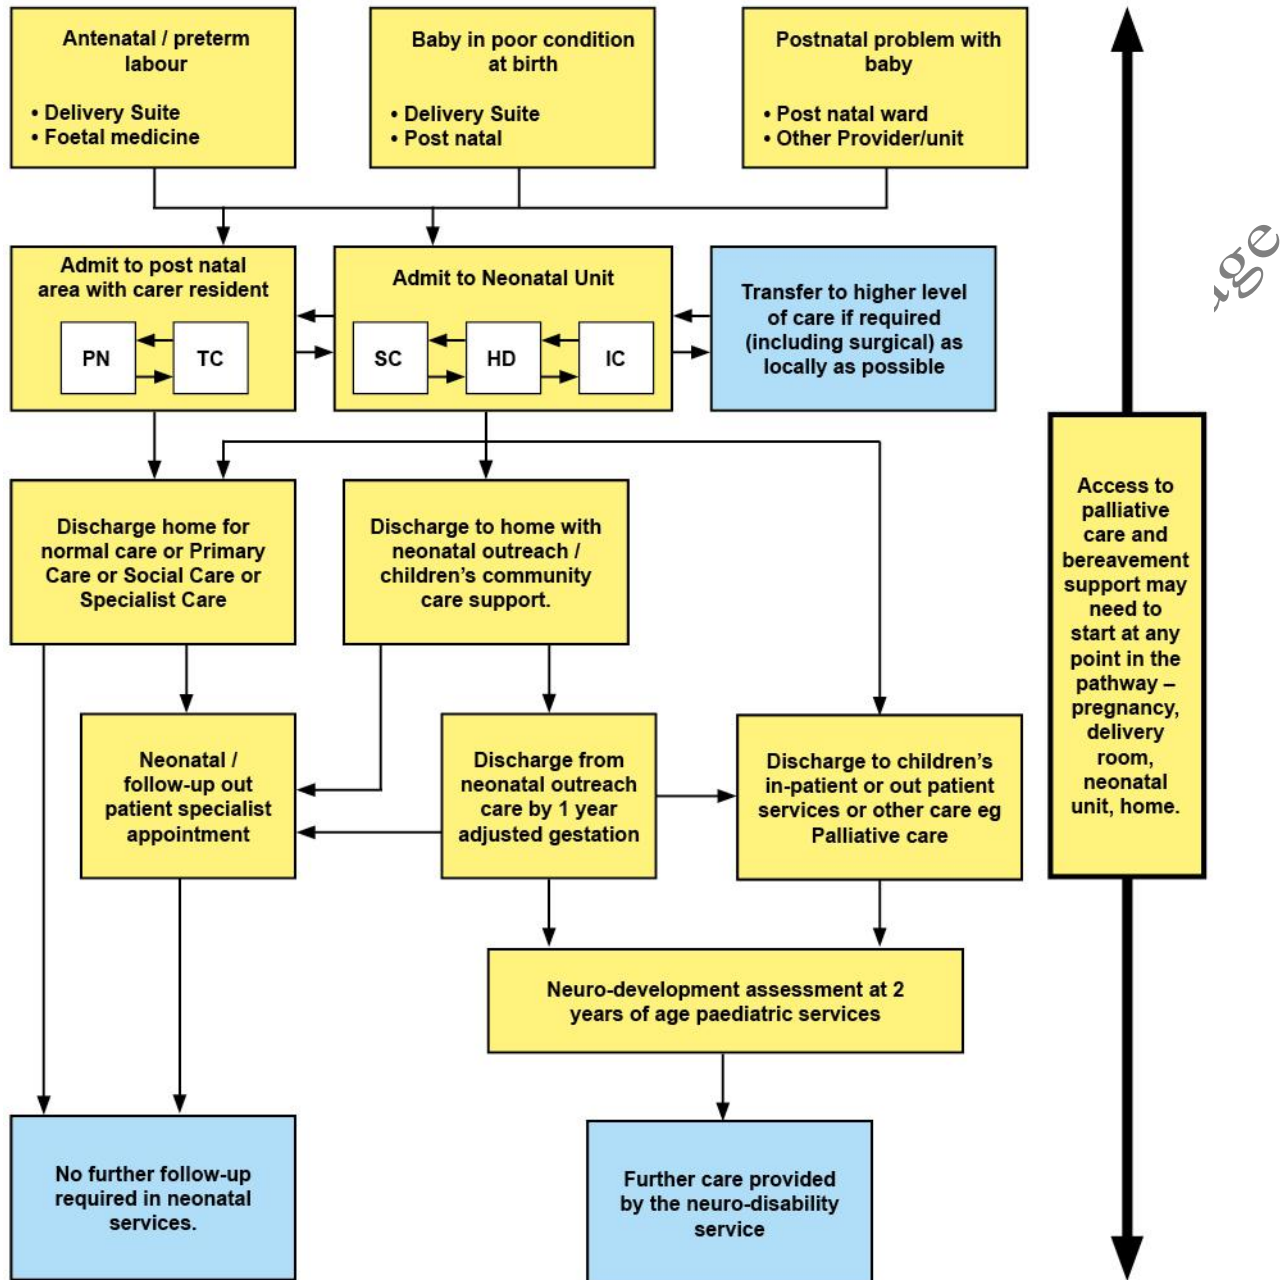 Antenatal / preterm
labour
• Delivery Suite
• Foetal medicine
Baby in poor condition
at birth
• Delivery Suite
• Post natal
Postnatal problem with
baby
• Post natal ward
• Other Provider/unit
Admit to post natal
area with carer resident
PN
TC
Admit to Neonatal Unit
SC
HD
IC
Transfer to higher level
of care if required
(including surgical) as
locally as possible
Discharge home for
normal care or Primary
Care or Social Care or
Specialist Care
Discharge to home with
neonatal outreach /
children’s community
care support.
Neonatal /
follow-up out
patient specialist
appointment
Discharge from
neonatal outreach
care by 1 year
adjusted gestation
Discharge to children’s
in-patient or out patient
services or other care eg
Palliative care
Neuro-development assessment at 2
years of age paediatric services
No further follow-up
required in neonatal
services.
Further care provided
by the neuro-disability
service
Access to
palliative
care and
bereavement
support may
need to
start at any
point in the
pathway –
pregnancy,
delivery
room,
neonatal
unit, home.